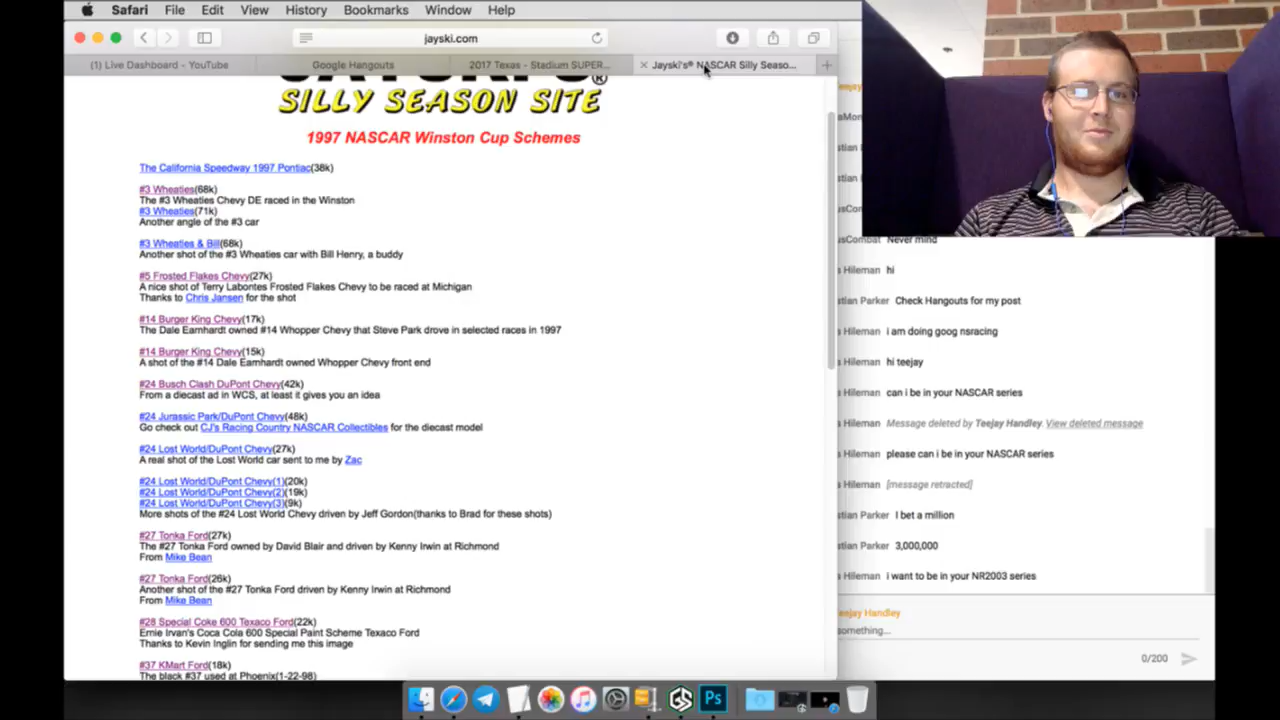 Safari File Edit View History Bookmarks Window Help
jayski.com
(1) Live Dashboard - YouTube
Google Hangouts
2017 Texas - Stadium SUPER...
Jayski's® NASCAR Silly Seaso...
SILLY SEASON SITE
1997 NASCAR Winston Cup Schemes
The California Speedway 1997 Pontiac(38k)
#3 Wheaties(68k)
The #3 Wheaties Chevy DE raced in the Winston
#3 Wheaties(71k)
Another angle of the #3 car
#3 Wheaties & Bill(68k)
Another shot of the #3 Wheaties car with Bill Henry, a buddy
#5 Frosted Flakes Chevy(27k)
A nice shot of Terry Labontes Frosted Flakes Chevy to be raced at Michigan
Thanks to Chris Jansen for the shot
#14 Burger King Chevy(17k)
The Dale Earnhardt owned #14 Whopper Chevy that Steve Park drove in selected races in 1997
#14 Burger King Chevy(15k)
A shot of the #14 Dale Earnhardt owned Whopper Chevy front end
#24 Busch Clash DuPont Chevy(42k)
From a diecast ad in WCS, at least it gives you an idea
#24 Jurassic Park/DuPont Chevy(48k)
Go check out CJ's Racing Country NASCAR Collectibles for the diecast model
#24 Lost World/DuPont Chevy(27k)
A real shot of the Lost World car sent to me by Zac
#24 Lost World/DuPont Chevy(1)(20k)
#24 Lost World/DuPont Chevy(2)(19k)
#24 Lost World/DuPont Chevy(3)(9k)
More shots of the #24 Lost World Chevy driven by Jeff Gordon(thanks to Brad for these shots)
#27 Tonka Ford(27k)
The #27 Tonka Ford owned by David Blair and driven by Kenny Irwin at Richmond
From Mike Bean
#27 Tonka Ford(26k)
Another shot of the #27 Tonka Ford driven by Kenny Irwin at Richmond
From Mike Bean
#28 Special Coke 600 Texaco Ford(22k)
Ernie Irvan's Coca Cola 600 Special Paint Scheme Texaco Ford
Thanks to Kevin Inglin for sending me this image
#37 KMart Ford(18k)
The black #37 used at Phoenix(1-22-98)
usCombat Never mind
Hileman hi
stian Parker Check Hangouts for my post
Hileman i am doing goog nsracing
Hileman hi teejay
Hileman can i be in your NASCAR series
Hileman Message deleted by Teejay Handley. View deleted message
Hileman please can i be in your NASCAR series
Hileman [message retracted]
stian Parker I bet a million
stian Parker 3,000,000
Hileman i want to be in your NR2003 series
eejay Handley
something...
0/200
Ps